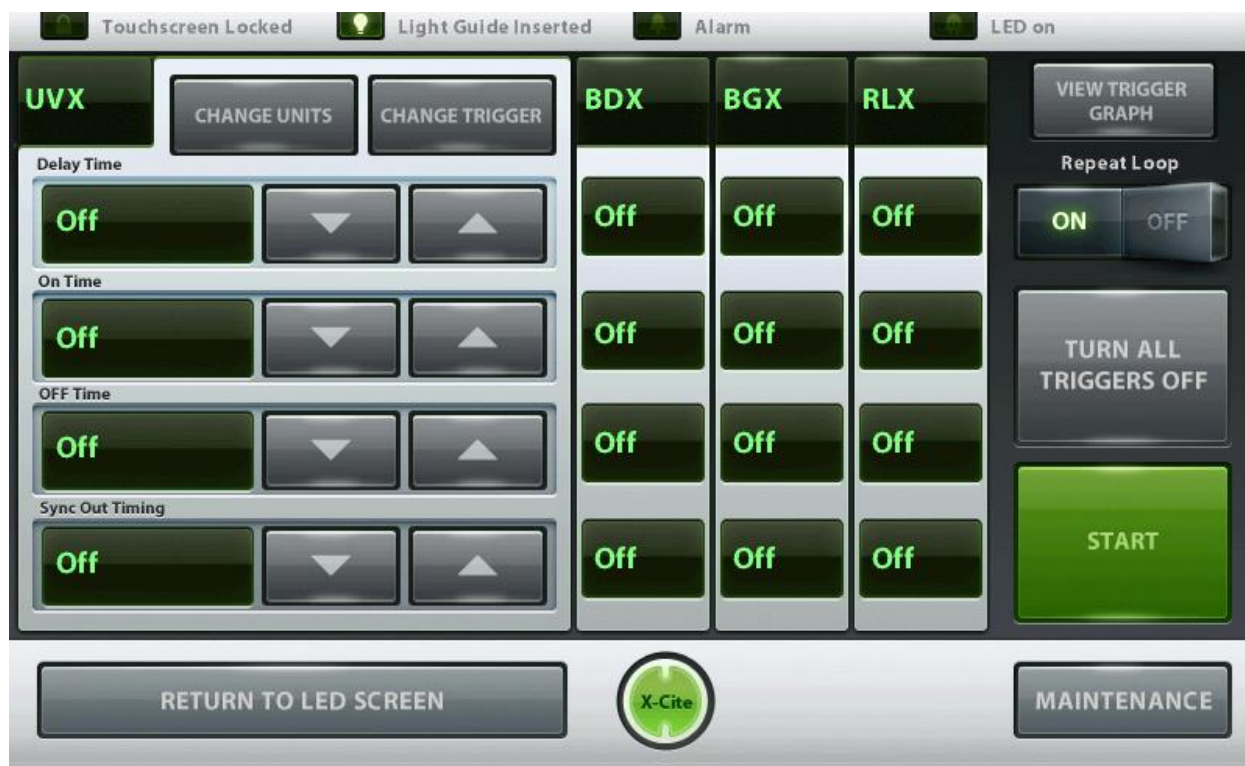 Touchscreen Locked
Light Guide Inserted
Alarm
LED on
UVX
CHANGE UNITS
CHANGE TRIGGER
BDX
BGX
RLX
VIEW TRIGGER
GRAPH
Delay Time
Repeat Loop
Off
Off
Off
Off
ON
OFF
On Time
Off
Off
Off
Off
TURN ALL
TRIGGERS OFF
OFF Time
Off
Off
Off
Off
Sync Out Timing
Off
Off
Off
Off
START
RETURN TO LED SCREEN
X-Cite
MAINTENANCE